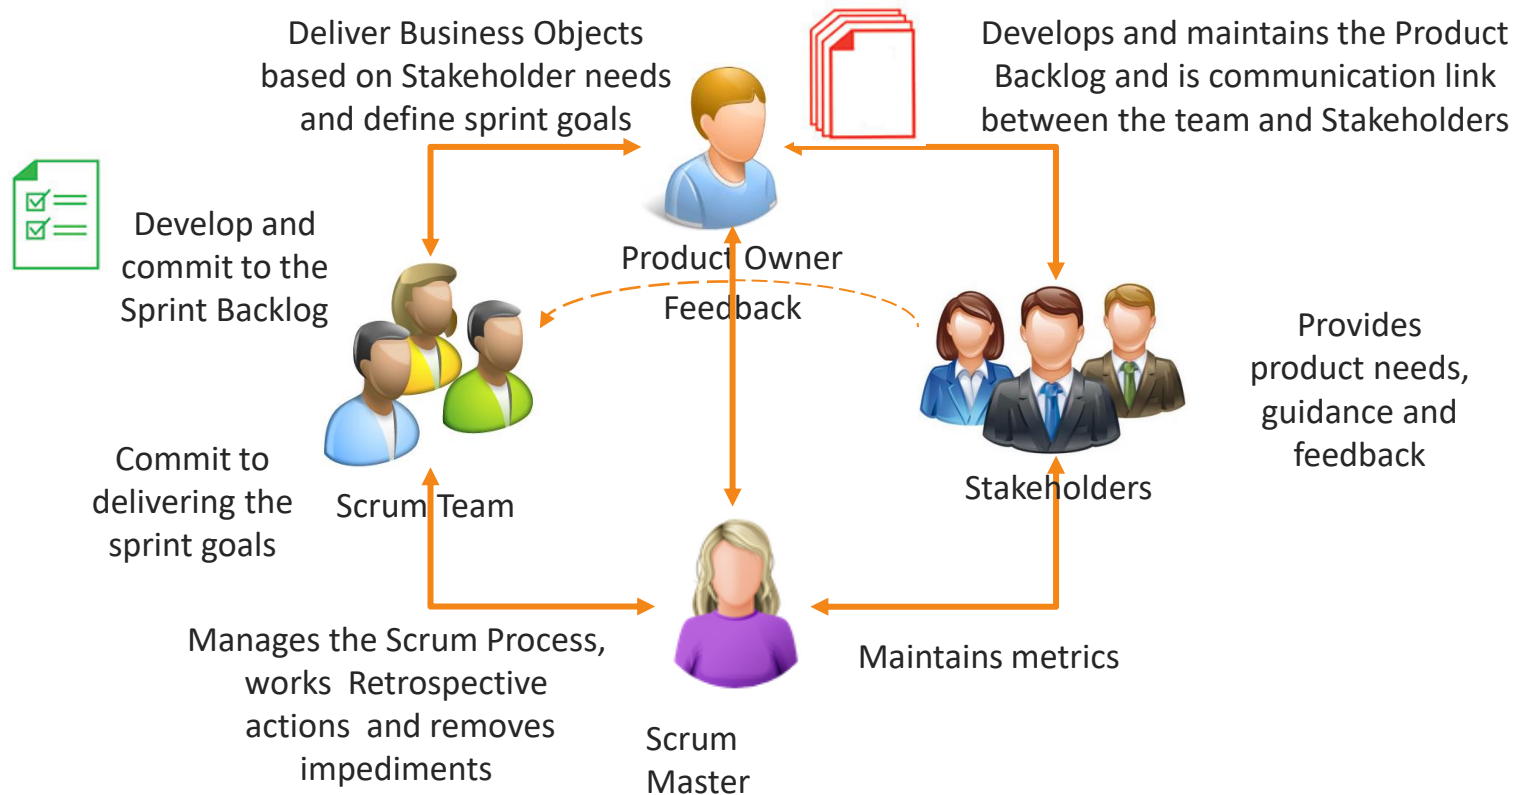 Deliver Business Objects
based on Stakeholder needs
and define sprint goals
Develops and maintains the Product
Backlog and is communication link
between the team and Stakeholders
Develop and
commit to the
Sprint Backlog
Product Owner
Feedback
Provides
product needs,
guidance and
feedback
Commit to
delivering the
sprint goals
Scrum Team
Stakeholders
Manages the Scrum Process,
works  Retrospective
actions  and removes
impediments
Maintains metrics
Scrum
Master